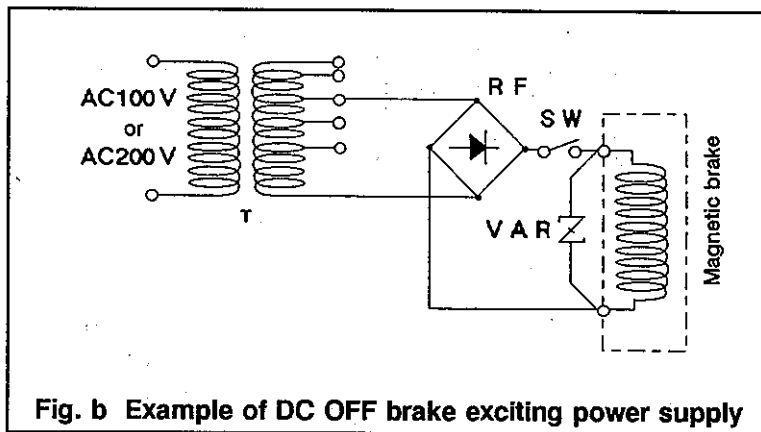 AC100 V
or
AC200 V
T
R F
S W
V A R
Magnetic brake
Fig. b Example of DC OFF brake exciting power supply